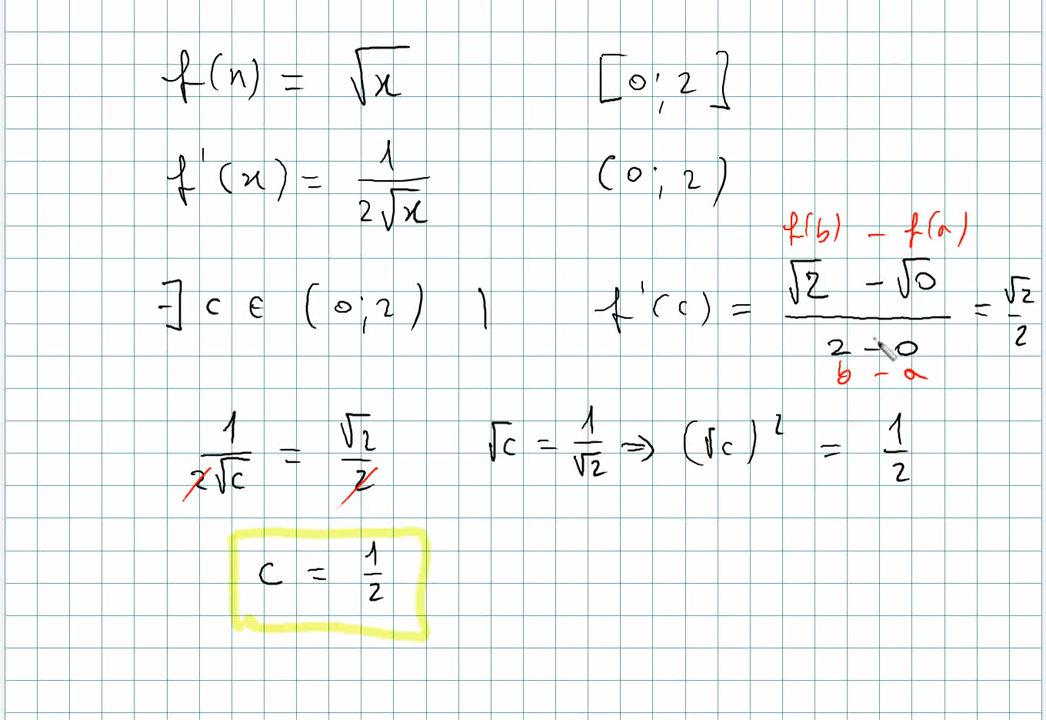 f(n) = √x [0; 2]
f'(x) = 1/(2√x) (0; 2)
f(b) - f(a)
∃ c ∈ (0; 2) | f'(c) = (√2 - √0)/(2 - 0) = √2/2
b - a
1/(2√c) = √2/2 √c = 1/√2 ⇒ (√c)² = 1/2
c = 1/2